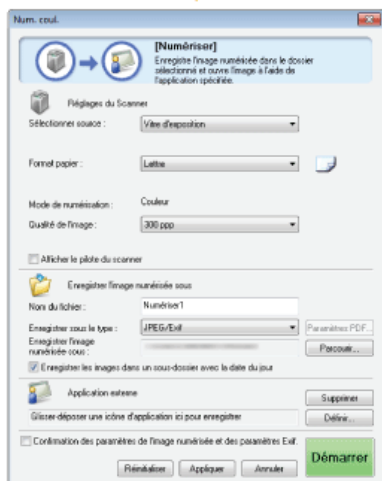 Num. coul.
[Numériser]
Enregistre l'image numérisée dans le dossier
sélectionné et ouvre l'image à l'aide de
l'application spécifiée.
Réglages du Scanner
Sélectionner source : Vitre d'exposition
Format papier : Lettre
Mode de numérisation : Couleur
Qualité de l'image : 300 ppp
Afficher le pilote du scanner
Enregistrer l'image numérisée sous
Nom du fichier : Numériser1
Enregistrer sous le type : JPEG/Exif Paramètres PDF...
Enregistrer l'image
numérisée sous : Parcourir...
Enregistrer les images dans un sous-dossier avec la date du jour
Application externe Supprimer
Glisser-déposer une icône d'application ici pour enregistrer Définir...
Confirmation des paramètres de l'image numérisée et des paramètres Exif.
Démarrer
Réinitialiser Appliquer Annuler